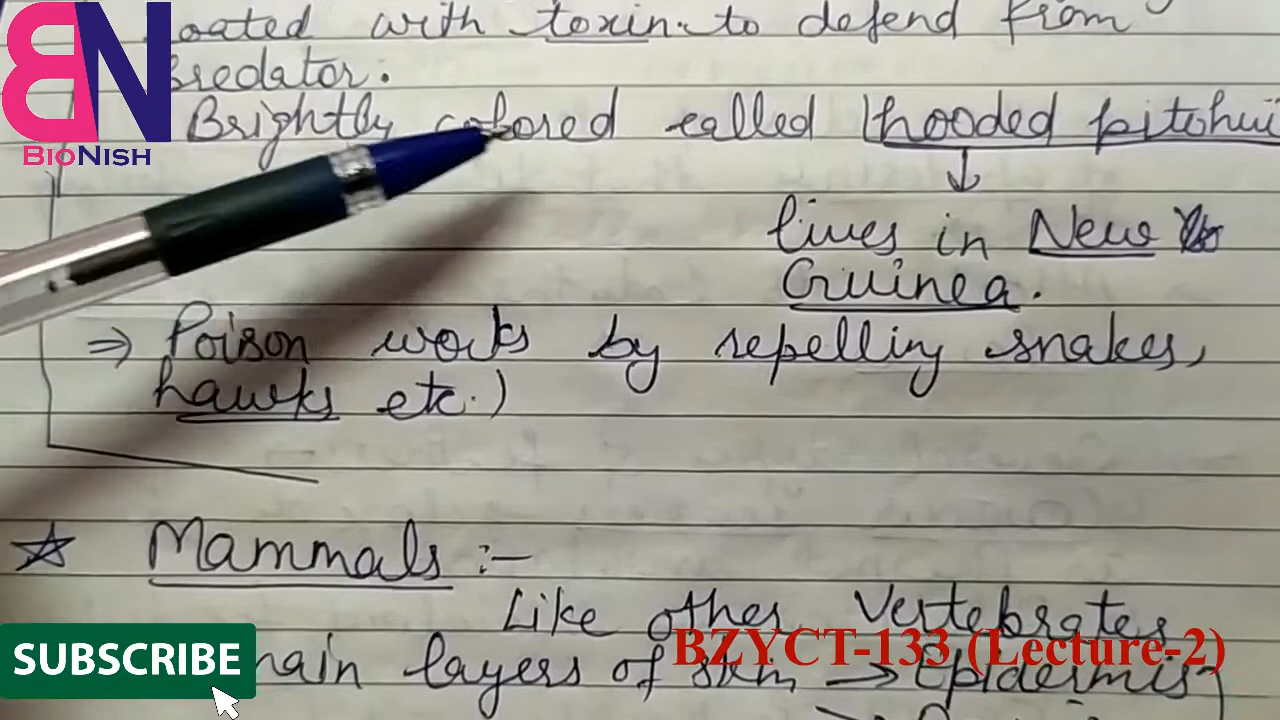 oated with toxin to defend from
BN
predator.
Brightly colored called hooded pitohui
BIONISH
lives in New
Guinea.
⇒ Poison works by repelling snakes,
hawks etc.)
☆ Mammals :-
Like other Vertebrates
main layers of skin → Epidermis
BZYCT-133 (Lecture-2)
SUBSCRIBE